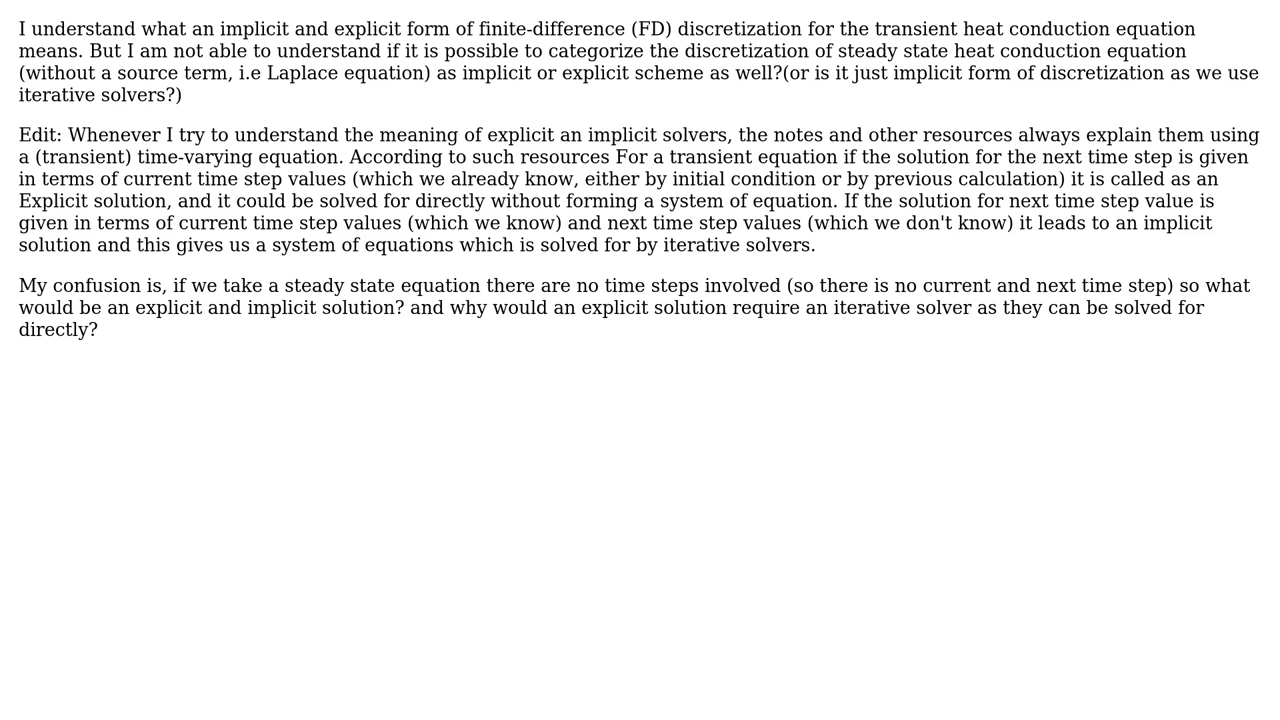 I understand what an implicit and explicit form of finite-difference (FD) discretization for the transient heat conduction equation
means. But I am not able to understand if it is possible to categorize the discretization of steady state heat conduction equation
(without a source term, i.e Laplace equation) as implicit or explicit scheme as well?(or is it just implicit form of discretization as we use
iterative solvers?)
Edit: Whenever I try to understand the meaning of explicit an implicit solvers, the notes and other resources always explain them using
a (transient) time-varying equation. According to such resources For a transient equation if the solution for the next time step is given
in terms of current time step values (which we already know, either by initial condition or by previous calculation) it is called as an
Explicit solution, and it could be solved for directly without forming a system of equation. If the solution for next time step value is
given in terms of current time step values (which we know) and next time step values (which we don't know) it leads to an implicit
solution and this gives us a system of equations which is solved for by iterative solvers.
My confusion is, if we take a steady state equation there are no time steps involved (so there is no current and next time step) so what
would be an explicit and implicit solution? and why would an explicit solution require an iterative solver as they can be solved for
directly?